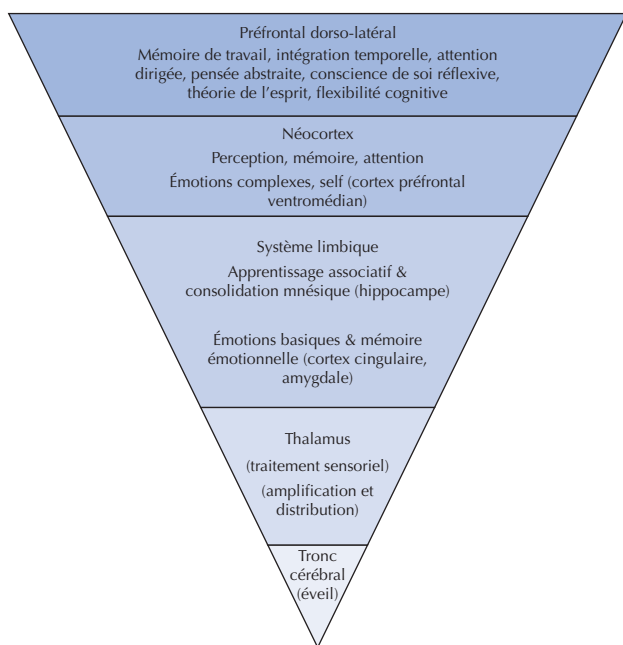 Préfrontal dorso-latéral
Mémoire de travail, intégration temporelle, attention
dirigée, pensée abstraite, conscience de soi réflexive,
théorie de l’esprit, flexibilité cognitive
Néocortex
Perception, mémoire, attention
Émotions complexes, self (cortex préfrontal
ventromédian)
Système limbique
Apprentissage associatif &
consolidation mnésique (hippocampe)
Émotions basiques & mémoire
émotionnelle (cortex cingulaire,
amygdale)
Thalamus
(traitement sensoriel)
(amplification et
distribution)
Tronc
cérébral
(éveil)